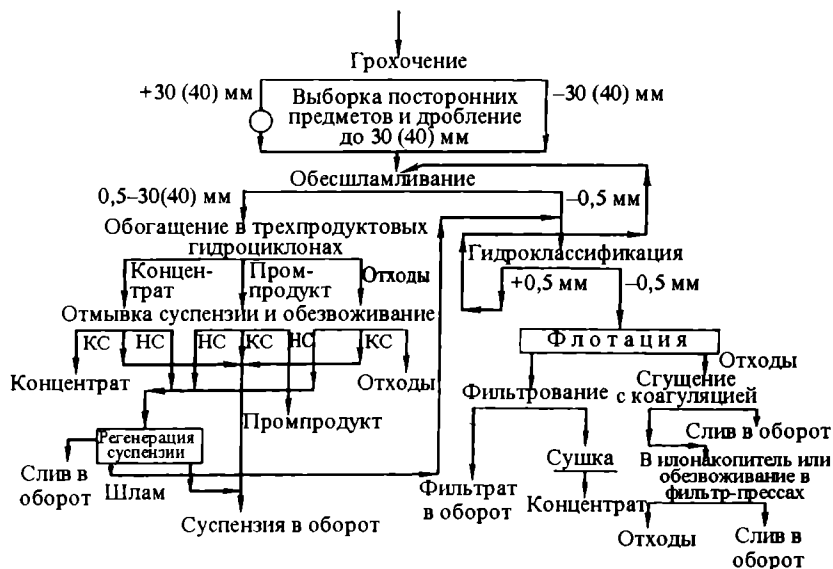 Грохочение
+30 (40) мм
–30 (40) мм
Выборка посторонних
предметов и дробление
до 30 (40) мм
Обесшламливание
0,5–30(40) мм
–0,5 мм
Обогащение в трехпродуктовых
гидроциклонах
Гидроклассификация
Концен-
трат
Пром-
продукт
Отходы
+0,5 мм
–0,5 мм
Отмывка суспензии и обезвоживание
КС
НС
НС
КС
НС
КС
Флотация
Концентрат
Отходы
Промпродукт
Отходы
Фильтрование
Сгущение
с коагуляцией
Регенерация
суспензии
Слив в оборот
Слив в
оборот
Шлам
Сушка
В илонакопитель или
обезвоживание в
фильтр-прессах
Фильтрат
в оборот
Концентрат
Суспензия в оборот
Отходы
Слив в
оборот